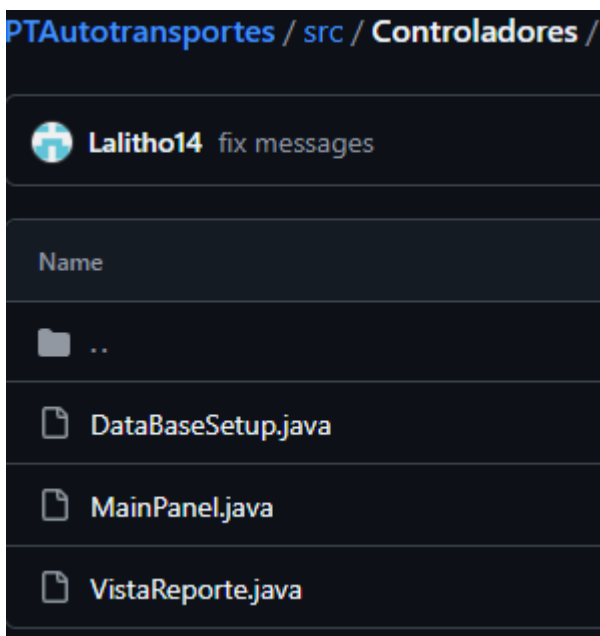 PTAutotransportes / src / Controladores /
Lalitho14 fix messages
Name
..
DataBaseSetup.java
MainPanel.java
VistaReporte.java